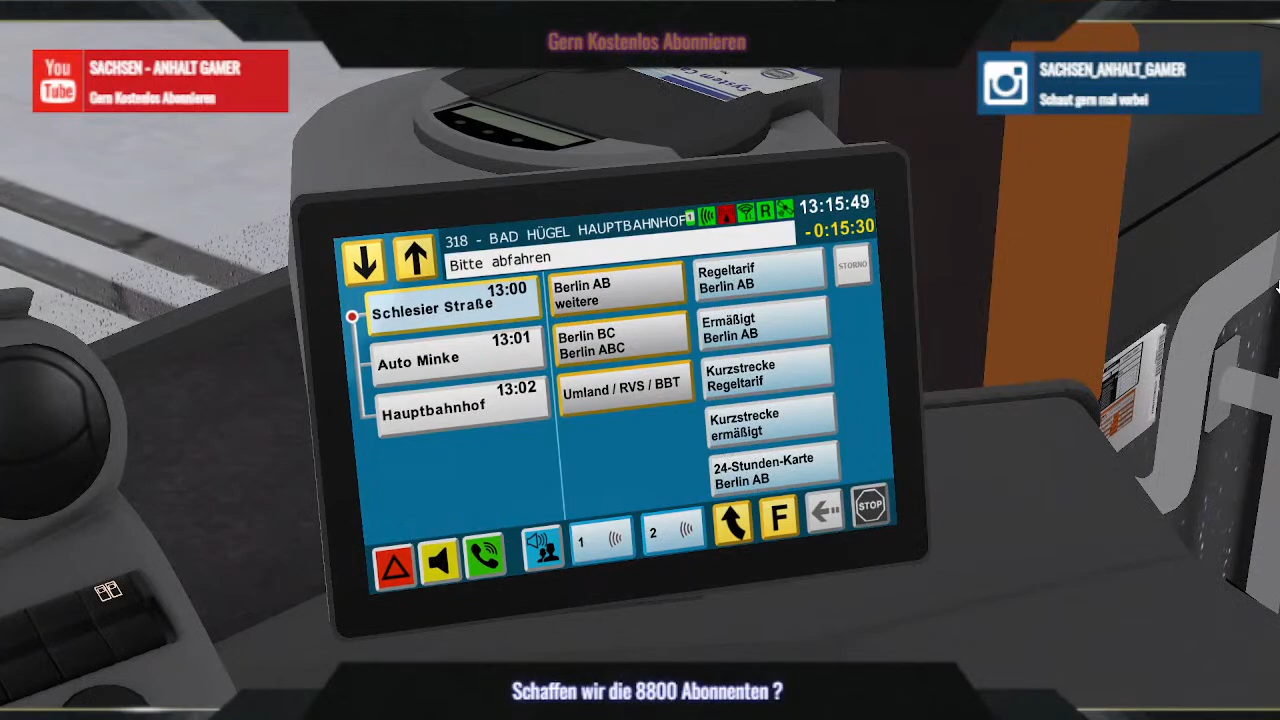 Gern Kostenlos Abonnieren
You
Tube
SACHSEN - ANHALT GAMER
Gern Kostenlos Abonnieren
SACHSEN_ANHALT_GAMER
Schaut gern mal vorbei
318 - BAD HÜGEL HAUPTBAHNHOF
1
R
13:15:49
-0:15:30
Bitte abfahren
STORNO
13:00
Schlesier Straße
13:01
Auto Minke
13:02
Hauptbahnhof
Berlin AB
weitere
Berlin BC
Berlin ABC
Umland / RVS / BBT
Regeltarif
Berlin AB
Ermäßigt
Berlin AB
Kurzstrecke
Regeltarif
Kurzstrecke
ermäßigt
24-Stunden-Karte
Berlin AB
1
2
F
STOP
Schaffen wir die 8800 Abonnenten ?